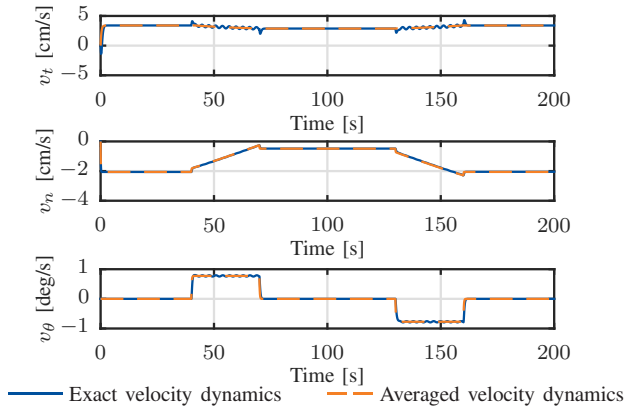 5
0
−5
v_t [cm/s]
0 50 100 150 200
Time [s]
0
−2
−4
v_n [cm/s]
0 50 100 150 200
Time [s]
1
0
−1
v_θ [deg/s]
0 50 100 150 200
Time [s]
Exact velocity dynamics Averaged velocity dynamics